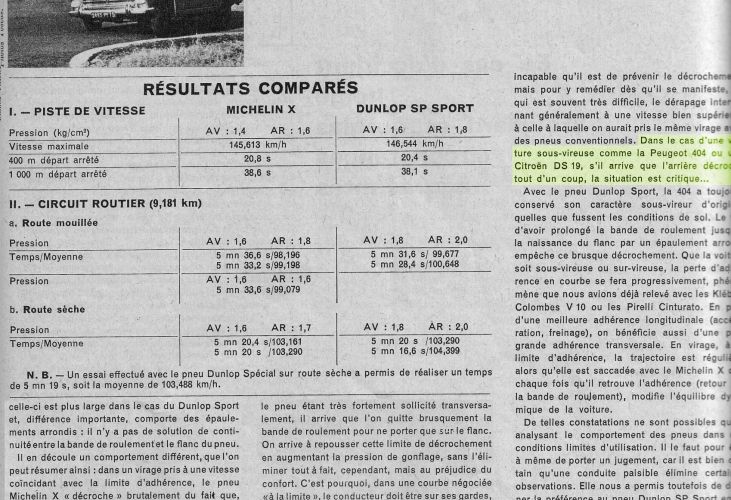 RÉSULTATS COMPARÉS
I. — PISTE DE VITESSE MICHELIN X DUNLOP SP SPORT
Pression (kg/cm²) AV : 1,4 AR : 1,6 AV : 1,6 AR : 1,8
Vitesse maximale 145,613 km/h 146,544 km/h
400 m départ arrêté 20,8 s 20,4 s
1 000 m départ arrêté 38,6 s 38,1 s
II. — CIRCUIT ROUTIER (9,181 km)
a. Route mouillée
Pression AV : 1,6 AR : 1,8 AV : 1,8 AR : 2,0
Temps/Moyenne 5 mn 36,6 s/98,196 5 mn 31,6 s/ 99,677
5 mn 33,2 s/99,198 5 mn 28,4 s/100,648
Pression AV : 1,6 AR : 1,6
5 mn 33,6 s/99,079
b. Route sèche
Pression AV : 1,6 AR : 1,7 AV : 1,8 AR : 2,0
Temps/Moyenne 5 mn 20,4 s/103,161 5 mn 20 s /103,290
5 mn 20 s /103,290 5 mn 16,6 s/104,399
N. B. — Un essai effectué avec le pneu Dunlop Spécial sur route sèche a permis de réaliser un temps
de 5 mn 19 s, soit la moyenne de 103,488 km/h.
celle-ci est plus large dans le cas du Dunlop Sport
et, différence importante, comporte des épaule-
ments arrondis : il n'y a pas de solution de conti-
nuité entre la bande de roulement et le flanc du pneu.
Il en découle un comportement différent, que l'on
peut résumer ainsi : dans un virage pris à une vitesse
coïncidant avec la limite d'adhérence, le pneu
Michelin X « décroche » brutalement du fait que,
le pneu étant très fortement sollicité transversa-
lement, il arrive que l'on quitte brusquement la
bande de roulement pour ne porter que sur le flanc.
On arrive à repousser cette limite de décrochement
en augmentant la pression de gonflage, sans l'éli-
miner tout à fait, cependant, mais au préjudice du
confort. C'est pourquoi, dans une courbe négociée
« à la limite », le conducteur doit être sur ses gardes,
incapable qu'il est de prévenir le décrocheme
mais pour y remédier dès qu'il se manifeste,
qui est souvent très difficile, le dérapage inter
nant généralement à une vitesse bien supérie
à celle à laquelle on aurait pris le même virage a
des pneus conventionnels. Dans le cas d'une v
ture sous-vireuse comme la Peugeot 404 ou
Citroën DS 19, s'il arrive que l'arrière décro
tout d'un coup, la situation est critique...
Avec le pneu Dunlop Sport, la 404 a toujo
conservé son caractère sous-vireur d'origi
quelles que fussent les conditions de sol. Le
d'avoir prolongé la bande de roulement jusq
la naissance du flanc par un épaulement arro
empêche ce brusque décrochement. Que la voit
soit sous-vireuse ou sur-vireuse, la perte d'ad
rence en courbe se fera progressivement, phé
mène que nous avions déjà relevé avec les Klé
Colombes V 10 ou les Pirelli Cinturato. En p
d'une meilleure adhérence longitudinale (accé
ration, freinage), on bénéficie aussi d'une p
grande adhérence transversale. En virage, à
limite d'adhérence, la trajectoire est réguli
alors qu'elle est saccadée avec le Michelin X
chaque fois qu'il retrouve l'adhérence (retour
la bande de roulement), modifie l'équilibre dy
mique de la voiture.
De telles constatations ne sont possibles qu
analysant le comportement des pneus dans
conditions limites d'utilisation. Il le faut pour
à même de porter un jugement, car il est bien
tain qu'une conduite paisible élimine certai
observations. Elle nous a permis toutefois de
ner la préférence au pneu Dunlop SP Sport